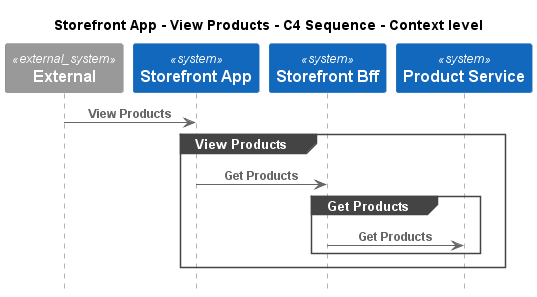 Storefront App - View Products - C4 Sequence - Context level
«external_system»
External
«system»
Storefront App
«system»
Storefront Bff
«system»
Product Service
View Products
View Products
Get Products
Get Products
Get Products